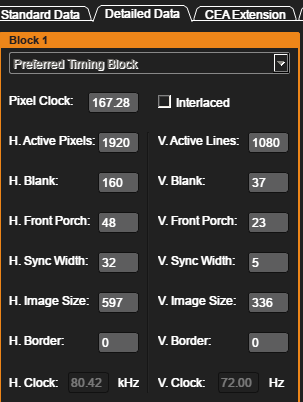 Standard Data Detailed Data CEA Extension
Block 1
Preferred Timing Block
Pixel Clock: 167.28 Interlaced
H. Active Pixels: 1920 V. Active Lines: 1080
H. Blank: 160 V. Blank: 37
H. Front Porch: 48 V. Front Porch: 23
H. Sync Width: 32 V. Sync Width: 5
H. Image Size: 597 V. Image Size: 336
H. Border: 0 V. Border: 0
H. Clock: 80.42 kHz V. Clock: 72.00 Hz